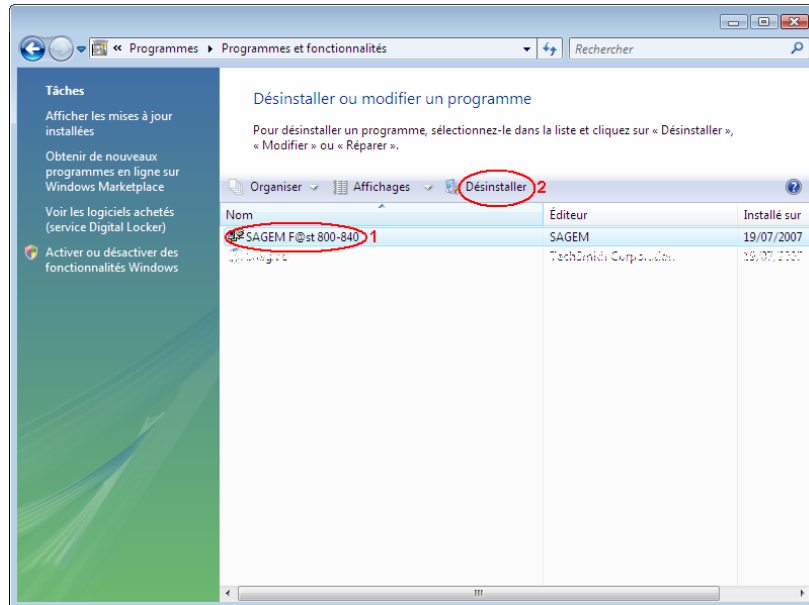 « Programmes ▸ Programmes et fonctionnalités
Rechercher
Tâches
Afficher les mises à jour
installées
Obtenir de nouveaux
programmes en ligne sur
Windows Marketplace
Voir les logiciels achetés
(service Digital Locker)
Activer ou désactiver des
fonctionnalités Windows
Désinstaller ou modifier un programme
Pour désinstaller un programme, sélectionnez-le dans la liste et cliquez sur « Désinstaller »,
« Modifier » ou « Réparer ».
Organiser Affichages Désinstaller 2
Nom Éditeur Installé sur
SAGEM F@st 800-840 1 SAGEM 19/07/2007
TechSmith Corporation